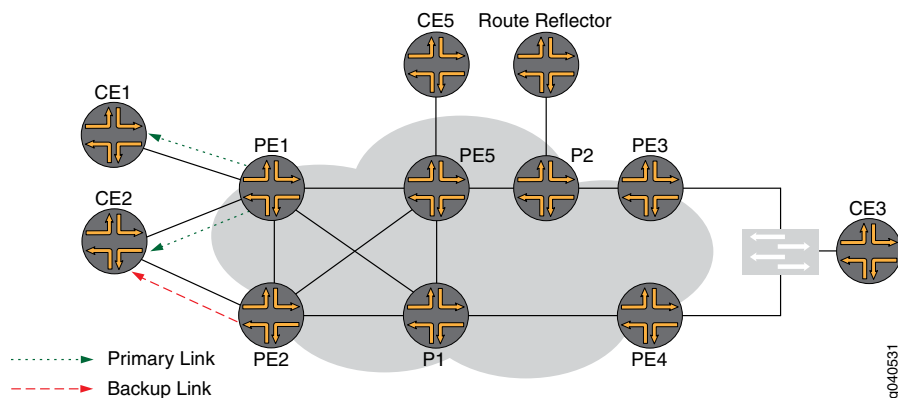 CE5
Route Reflector
CE1
PE1
PE5
P2
PE3
CE2
CE3
PE2
P1
PE4
Primary Link
Backup Link
g040531